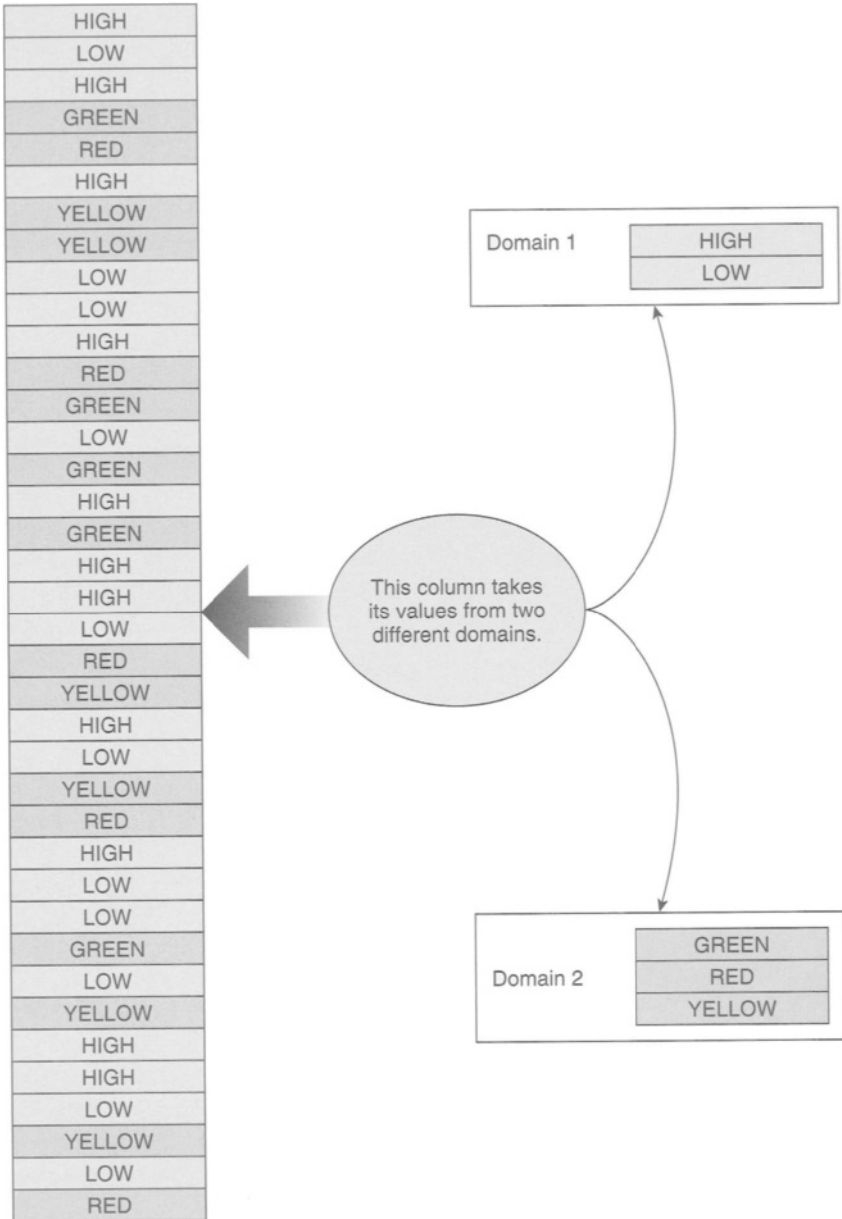 HIGH
LOW
HIGH
GREEN
RED
HIGH
YELLOW
YELLOW
LOW
LOW
HIGH
RED
GREEN
LOW
GREEN
HIGH
GREEN
HIGH
HIGH
LOW
RED
YELLOW
HIGH
LOW
YELLOW
RED
HIGH
LOW
LOW
GREEN
LOW
YELLOW
HIGH
HIGH
LOW
YELLOW
LOW
RED
This column takes
its values from two
different domains.
Domain 1
HIGH
LOW
Domain 2
GREEN
RED
YELLOW